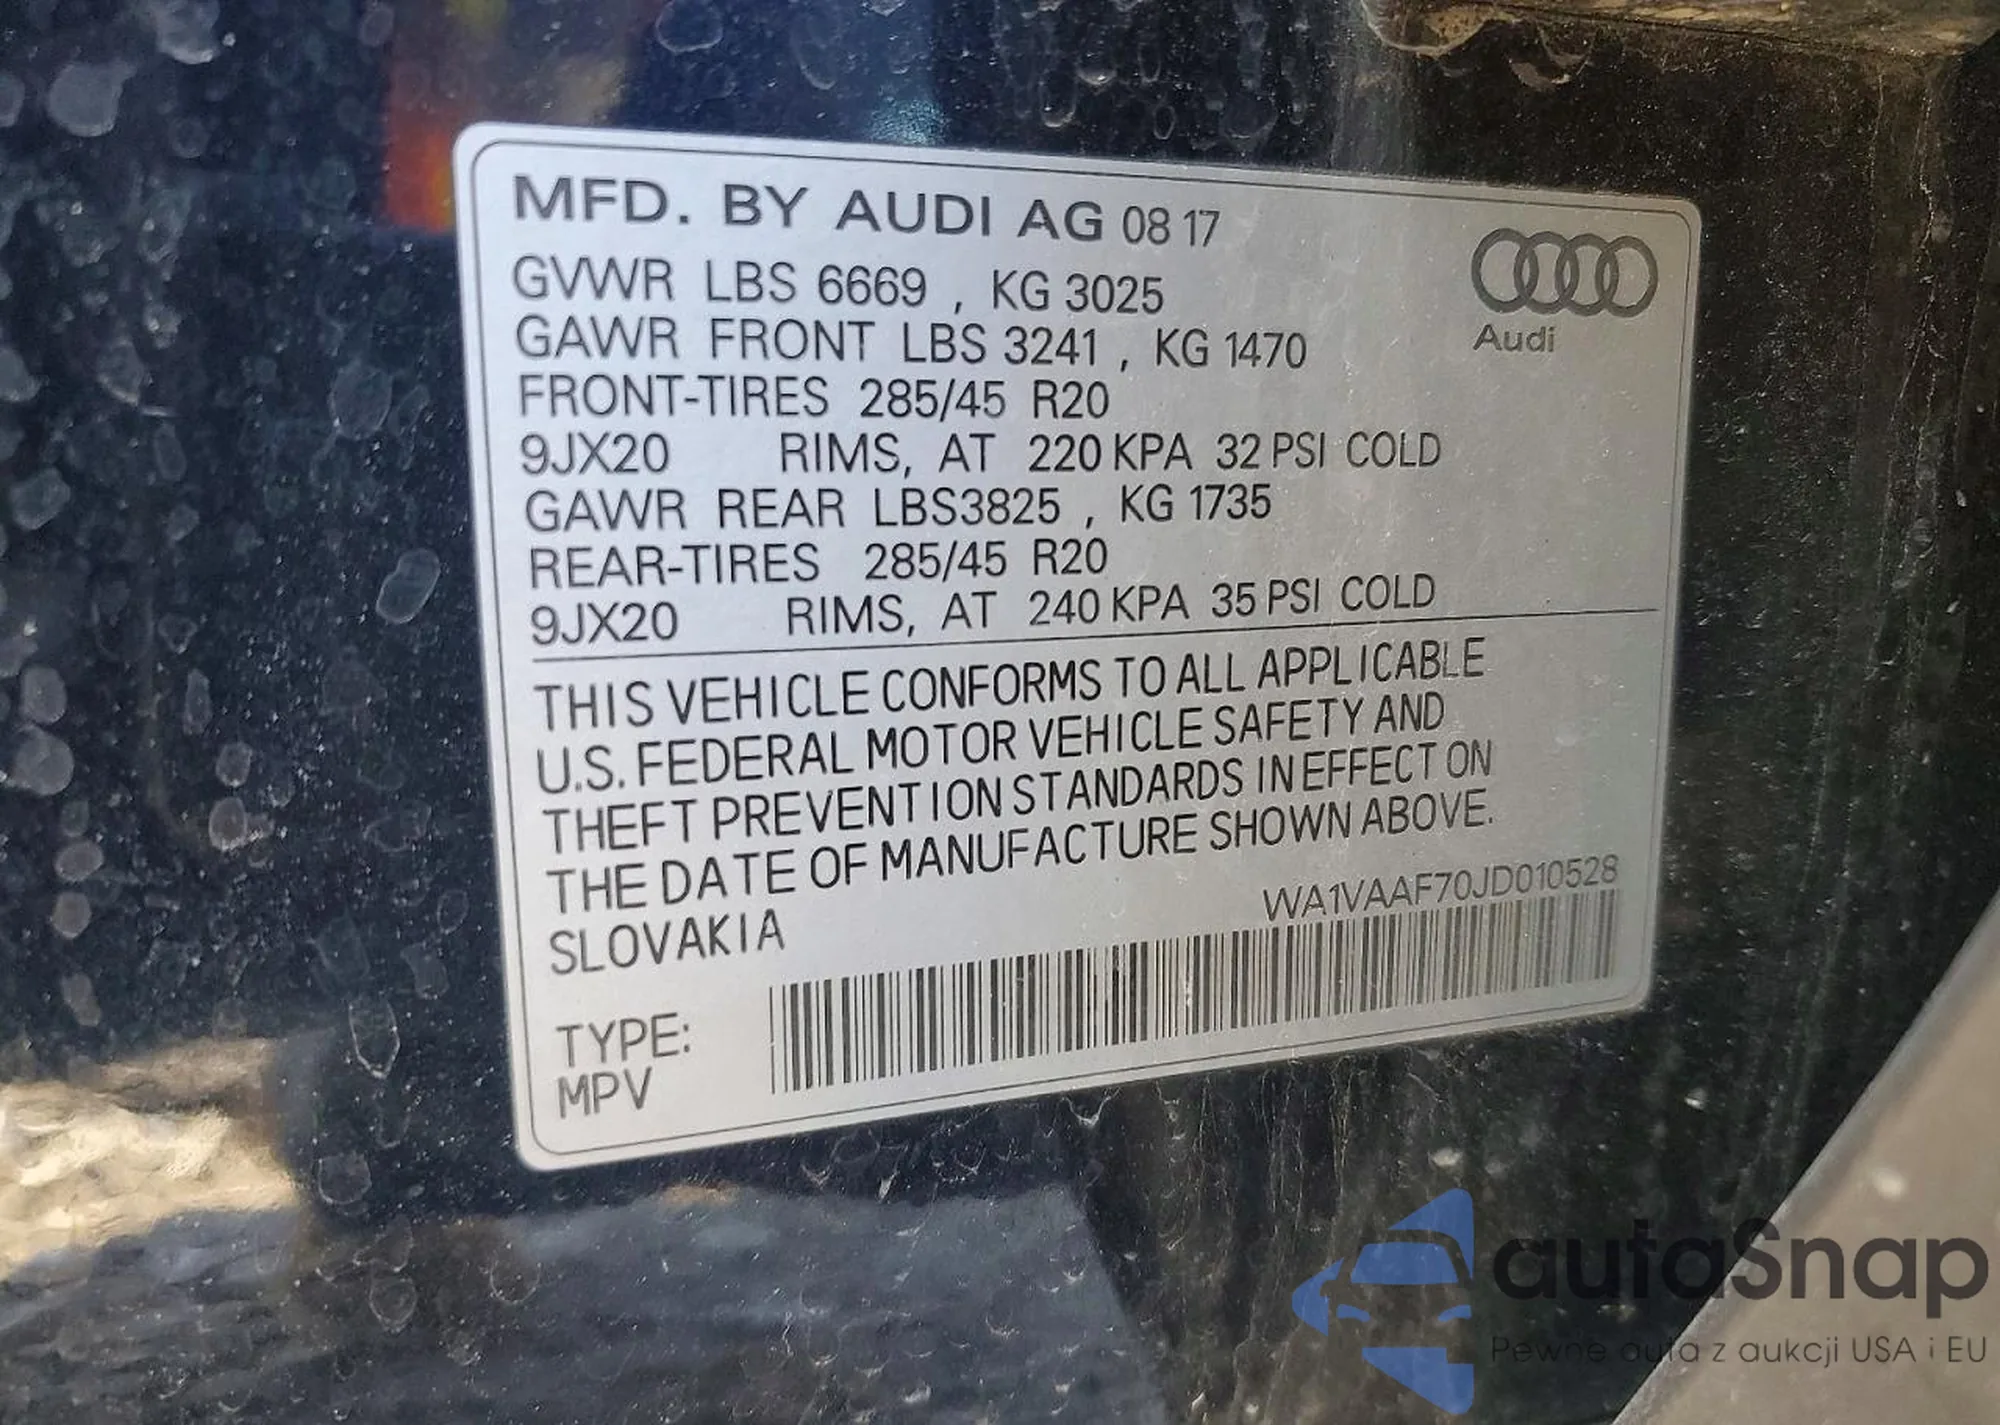 MFD. BY AUDI AG 08 17
GVWR LBS 6669 , KG 3025
GAWR FRONT LBS 3241 , KG 1470
Audi
FRONT-TIRES 285/45 R20
9JX20 RIMS, AT 220 KPA 32 PSI COLD
GAWR REAR LBS3825 , KG 1735
REAR-TIRES 285/45 R20
9JX20 RIMS, AT 240 KPA 35 PSI COLD
THIS VEHICLE CONFORMS TO ALL APPLICABLE
U.S. FEDERAL MOTOR VEHICLE SAFETY AND
THEFT PREVENTION STANDARDS IN EFFECT ON
THE DATE OF MANUFACTURE SHOWN ABOVE.
WA1VAAF70JD010528
SLOVAKIA
TYPE:
MPV
autaSnap
Pewne auta z aukcji USA i EU